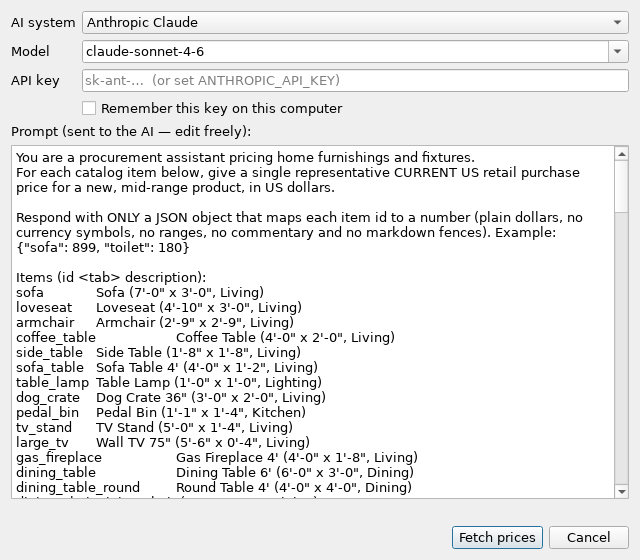 AI system
Anthropic Claude
Model
claude-sonnet-4-6
API key
sk-ant-... (or set ANTHROPIC_API_KEY)
Remember this key on this computer
Prompt (sent to the AI — edit freely):
You are a procurement assistant pricing home furnishings and fixtures.
For each catalog item below, give a single representative CURRENT US retail purchase
price for a new, mid-range product, in US dollars.
Respond with ONLY a JSON object that maps each item id to a number (plain dollars, no
currency symbols, no ranges, no commentary and no markdown fences). Example:
{"sofa": 899, "toilet": 180}
Items (id <tab> description):
sofa Sofa (7'-0" x 3'-0", Living)
loveseat Loveseat (4'-10" x 3'-0", Living)
armchair Armchair (2'-9" x 2'-9", Living)
coffee_table Coffee Table (4'-0" x 2'-0", Living)
side_table Side Table (1'-8" x 1'-8", Living)
sofa_table Sofa Table 4' (4'-0" x 1'-2", Living)
table_lamp Table Lamp (1'-0" x 1'-0", Lighting)
dog_crate Dog Crate 36" (3'-0" x 2'-0", Living)
pedal_bin Pedal Bin (1'-1" x 1'-4", Kitchen)
tv_stand TV Stand (5'-0" x 1'-4", Living)
large_tv Wall TV 75" (5'-6" x 0'-4", Living)
gas_fireplace Gas Fireplace 4' (4'-0" x 1'-8", Living)
dining_table Dining Table 6' (6'-0" x 3'-0", Dining)
dining_table_round Round Table 4' (4'-0" x 4'-0", Dining)
Fetch prices
Cancel